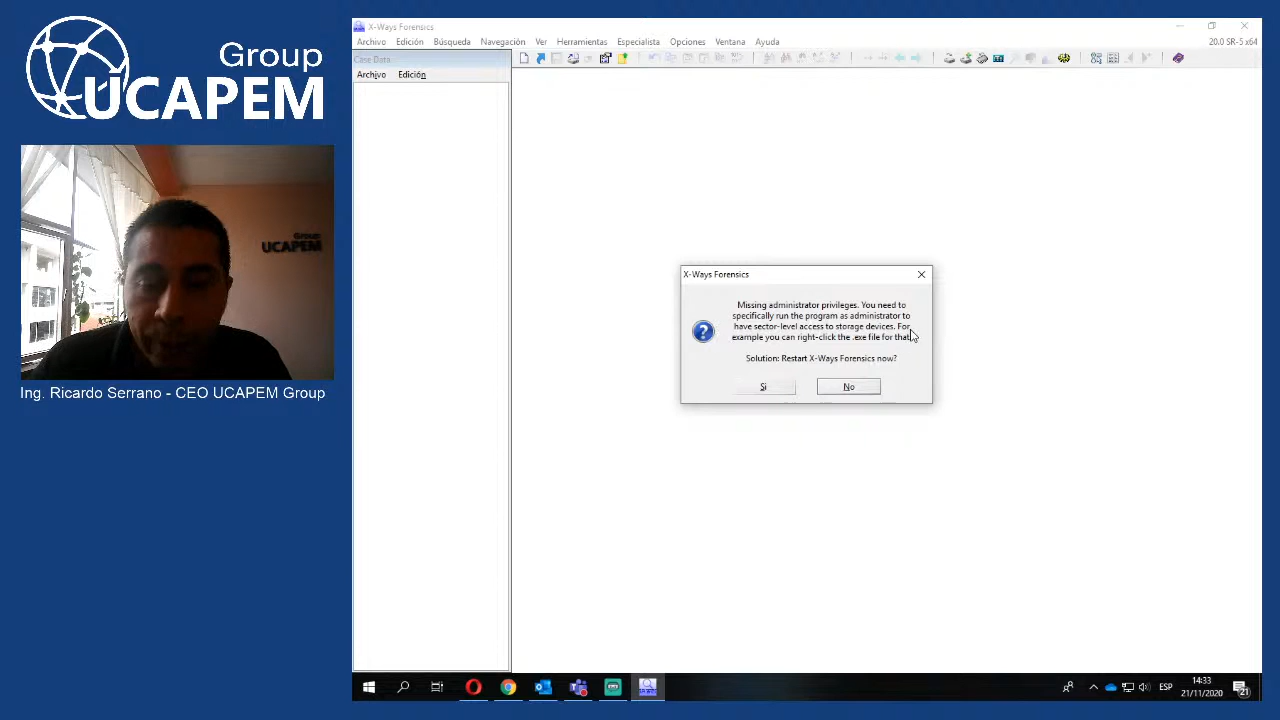 Group
UCAPEM
Group
UCAPEM
Ing. Ricardo Serrano - CEO UCAPEM Group
X-Ways Forensics
Archivo Edición Búsqueda Navegación Ver Herramientas Especialista Opciones Ventana Ayuda
20.0 SR-5 x64
Case Data
Archivo Edición
X-Ways Forensics
Missing administrator privileges. You need to
specifically run the program as administrator to
have sector-level access to storage devices. For
example you can right-click the .exe file for that.
Solution: Restart X-Ways Forensics now?
Sí No
ESP
14:33
21/11/2020
21